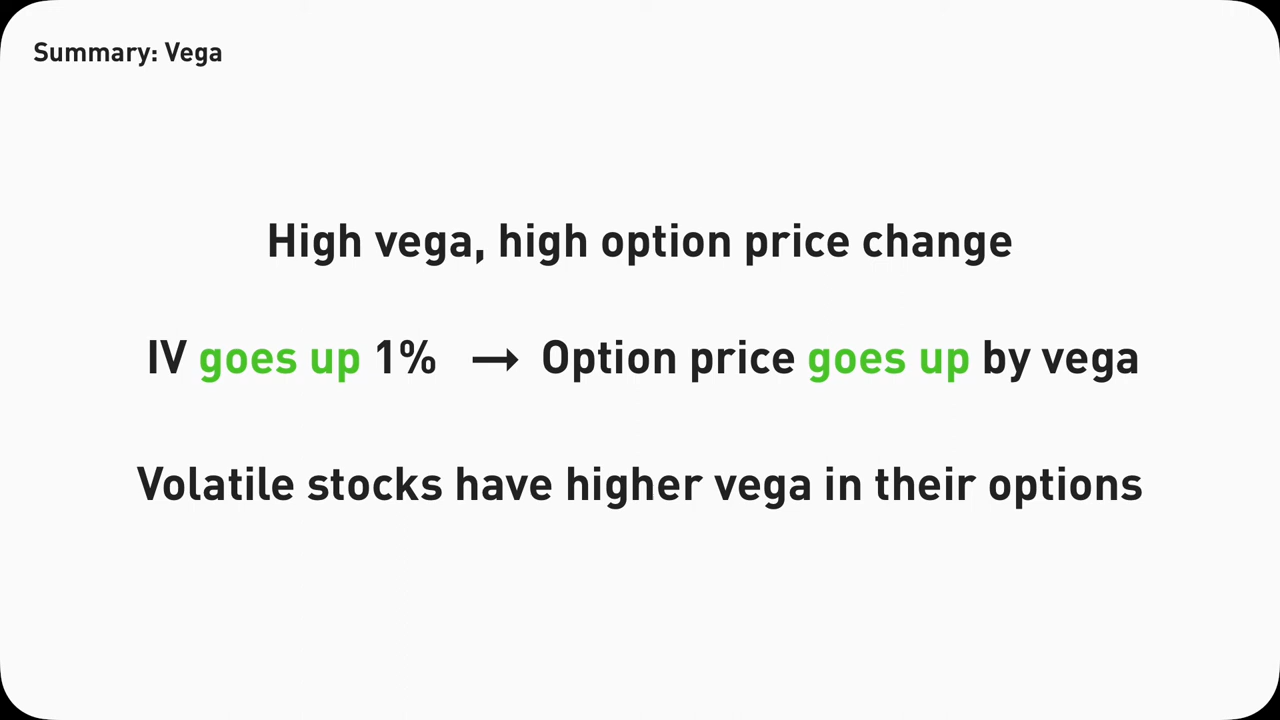 Summary: Vega
High vega, high option price change
IV goes up 1% → Option price goes up by vega
Volatile stocks have higher vega in their options